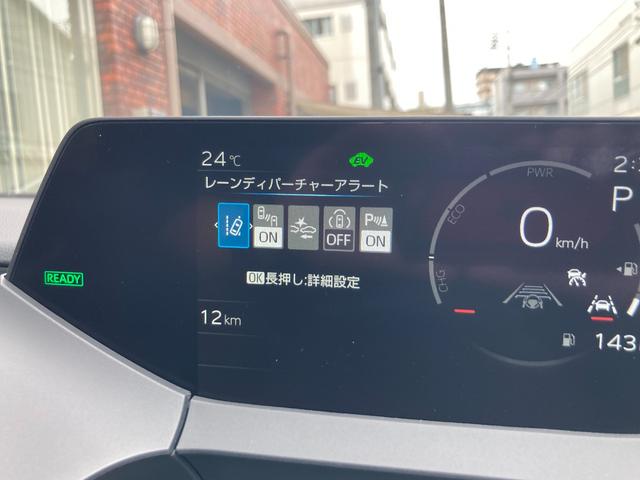 24℃
EV
レーンディパーチャーアラート
ON
OFF
P
ON
OK長押し:詳細設定
READY
12km
PWR
ECO
CHG
0km/h
P
143